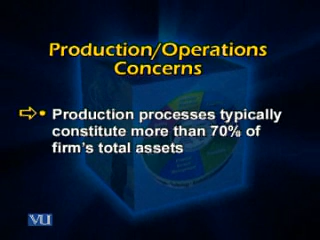 Production/Operations
Concerns
⇨• Production processes typically
constitute more than 70% of
firm's total assets
VU